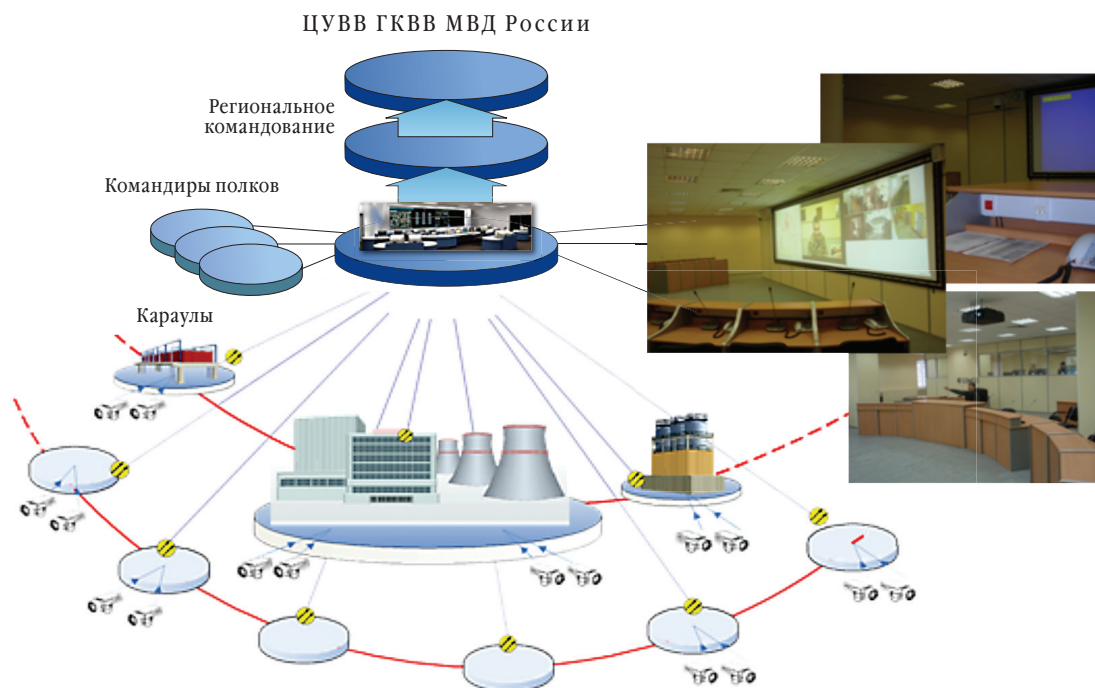 ЦУВВ ГКВВ МВД России
Региональное
командование
Командиры полков
Караулы